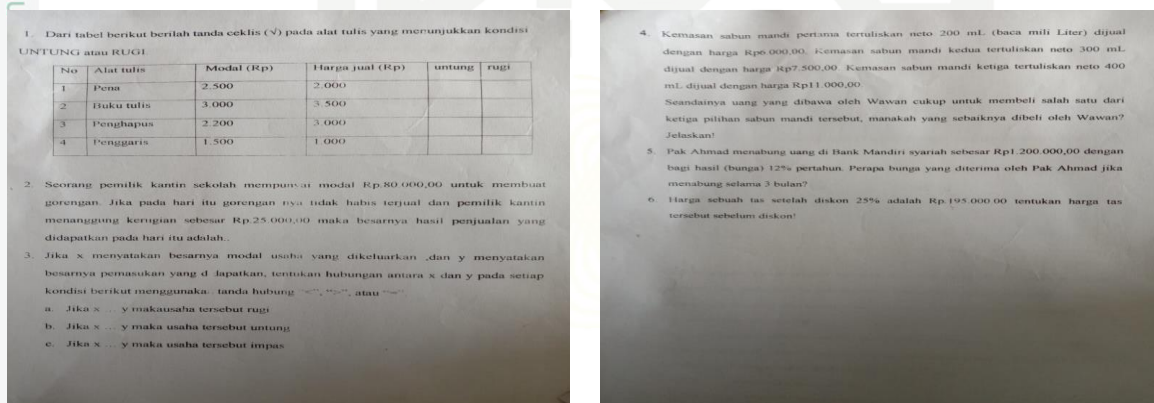 1. Dari tabel berikut berilah tanda ceklis (√) pada alat tulis yang menunjukkan kondisi
UNTUNG atau RUGI.
No Alat tulis Modal (Rp) Harga jual (Rp) untung rugi
1 Pena 2.500 2.000
2 Buku tulis 3.000 3.500
3 Penghapus 2.200 3.000
4 Penggaris 1.500 1.000
2. Seorang pemilik kantin sekolah mempunyai modal Rp.80.000,00 untuk membuat
gorengan. Jika pada hari itu gorengan nya tidak habis terjual dan pemilik kantin
menanggung kerugian sebesar Rp.25.000,00 maka besarnya hasil penjualan yang
didapatkan pada hari itu adalah..
3. Jika x menyatakan besarnya modal usaha yang dikeluarkan ,dan y menyatakan
besarnya pemasukan yang d dapatkan, tentukan hubungan antara x dan y pada setiap
kondisi berikut menggunakan tanda hubung “<”, “>”, atau “=”
a. Jika x ... y makausaha tersebut rugi
b. Jika x ... y maka usaha tersebut untung
c. Jika x ... y maka usaha tersebut impas
4. Kemasan sabun mandi pertama tertuliskan neto 200 mL (baca mili Liter) dijual
dengan harga Rp6.000,00. Kemasan sabun mandi kedua tertuliskan neto 300 mL
dijual dengan harga Rp7.500,00. Kemasan sabun mandi ketiga tertuliskan neto 400
mL dijual dengan harga Rp11.000,00
Seandainya uang yang dibawa oleh Wawan cukup untuk membeli salah satu dari
ketiga pilihan sabun mandi tersebut, manakah yang sebaiknya dibeli oleh Wawan?
Jelaskan!
5. Pak Ahmad menabung uang di Bank Mandiri syariah sebesar Rp1.200.000,00 dengan
bagi hasil (bunga) 12% pertahun. Perapa bunga yang diterima oleh Pak Ahmad jika
menabung selama 3 bulan?
6. Harga sebuah tas setelah diskon 25% adalah Rp.195.000.00 tentukan harga tas
tersebut sebelum diskon!